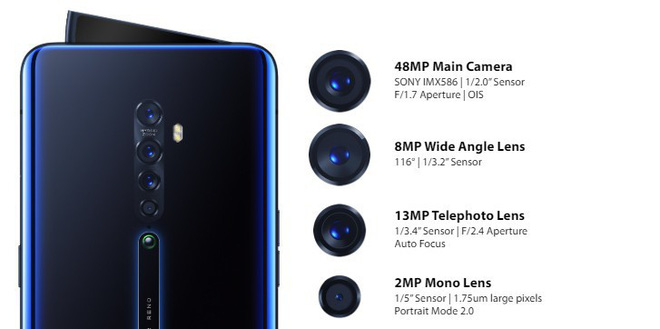 48MP Main Camera
SONY IMX586 | 1/2.0" Sensor
F/1.7 Aperture | OIS
8MP Wide Angle Lens
116° | 1/3.2" Sensor
13MP Telephoto Lens
1/3.4" Sensor | F/2.4 Aperture
Auto Focus
2MP Mono Lens
1/5" Sensor | 1.75um large pixels
Portrait Mode 2.0
RENO